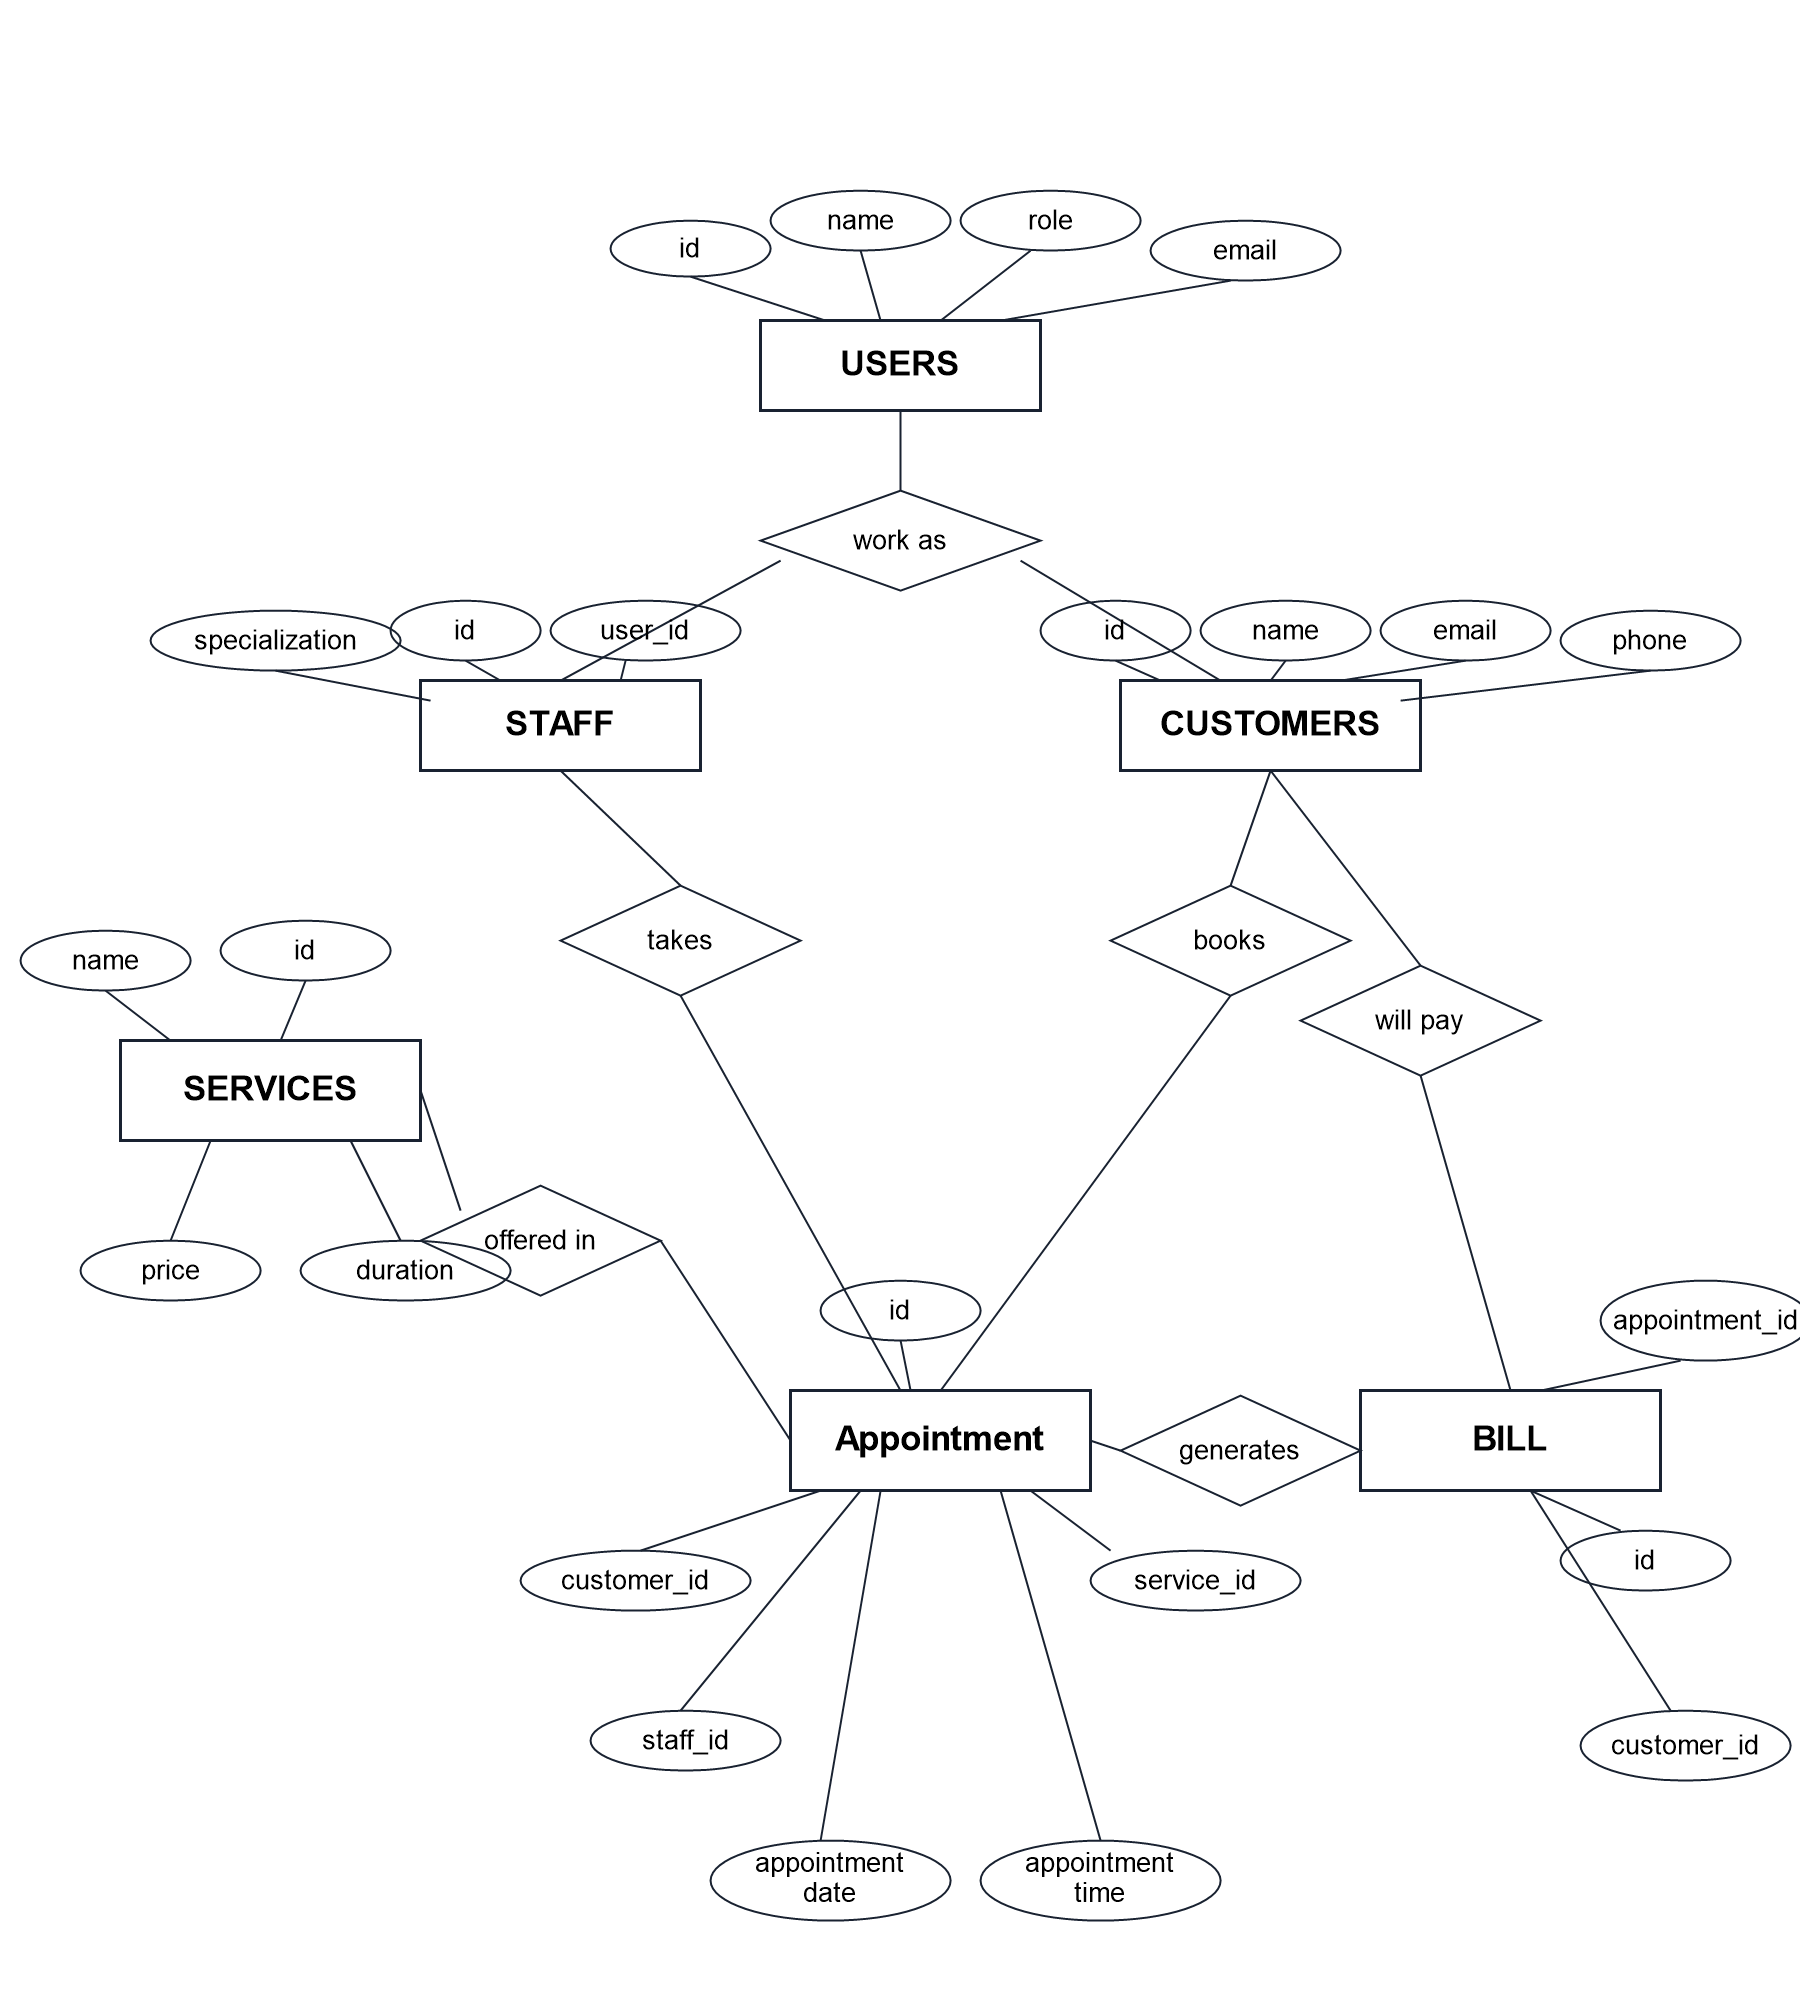 id
name
role
email
USERS
work as
specialization
id
user_id
id
name
email
phone
STAFF
CUSTOMERS
takes
books
will pay
name
id
SERVICES
price
duration
offered in
id
appointment_id
Appointment
generates
BILL
customer_id
service_id
id
staff_id
customer_id
appointment
date
appointment
time